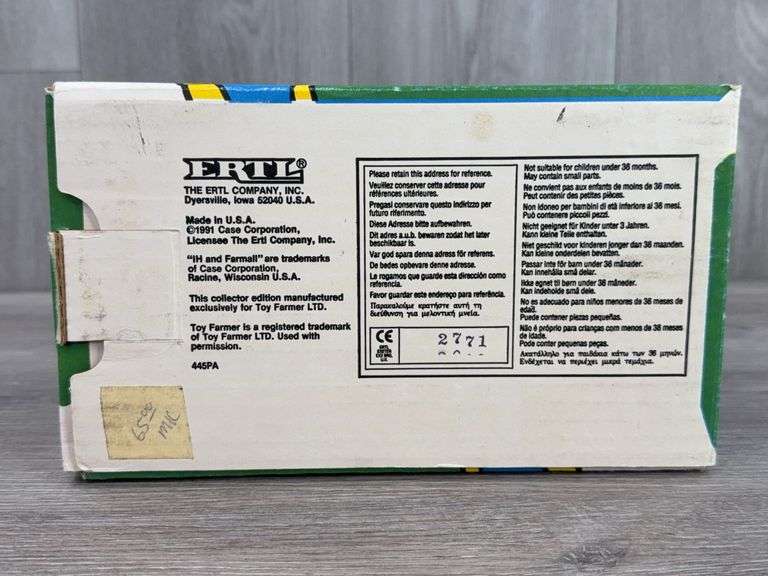 ERTL®
THE ERTL COMPANY, INC.
Dyersville, Iowa 52040 U.S.A.
Made in U.S.A.
©1991 Case Corporation,
Licensee The Ertl Company, Inc.
"IH and Farmall" are trademarks
of Case Corporation,
Racine, Wisconsin U.S.A.
This collector edition manufactured
exclusively for Toy Farmer LTD.
Toy Farmer is a registered trademark
of Toy Farmer LTD. Used with
permission.
445PA
65.00
Please retain this address for reference.
Veuillez conserver cette adresse pour
références ultérieures.
Pregasi conservare questo indirizzo per
futuro riferimento.
Diese Adresse bitte aufbewahren.
Dit adres a.u.b. bewaren zodat het later
beschikbaar is.
Var god spara denna adress för referens.
De bedes opbevare denne adresse.
Le rogamos que guarde esta dirección como
referencia.
Favor guardar este endereço para referência.
Παρακαλούμε κρατήστε αυτή τη
διεύθυνση για μελοντική μνεία.
CE
ERTL
EXETER
2771
Not suitable for children under 36 months.
May contain small parts.
Ne convient pas aux enfants de moins de 36 mois.
Peut contenir des petites pièces.
Non idoneo per bambini di età inferiore ai 36 mesi.
Può contenere piccoli pezzi.
Nicht geeignet für Kinder unter 3 Jahren.
Kann kleine Teile enthalten.
Niet geschikt voor kinderen jonger dan 36 maanden.
Kan kleine onderdelen bevatten.
Passar inte för barn under 36 månader.
Kan innehålla små delar.
Ikke egnet til børn under 36 måneder.
Kan indeholde små dele.
No es adecuado para niños menores de 36 meses de
edad.
Puede contener piezas pequeñas.
Não é próprio para crianças com menos de 36 meses
de idade.
Pode conter pequenas peças.
Ακατάλληλο για παιδάκια κάτω των 36 μηνών.
Ενδέχεται να περιέχει μικρά τεμάχια.